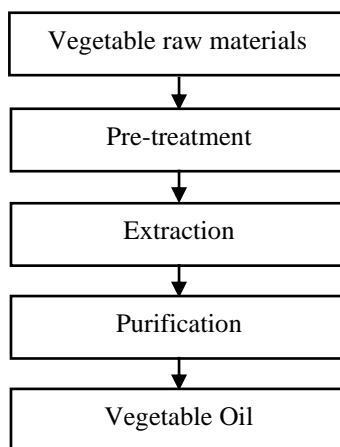 Vegetable raw materials
Pre-treatment
Extraction
Purification
Vegetable Oil